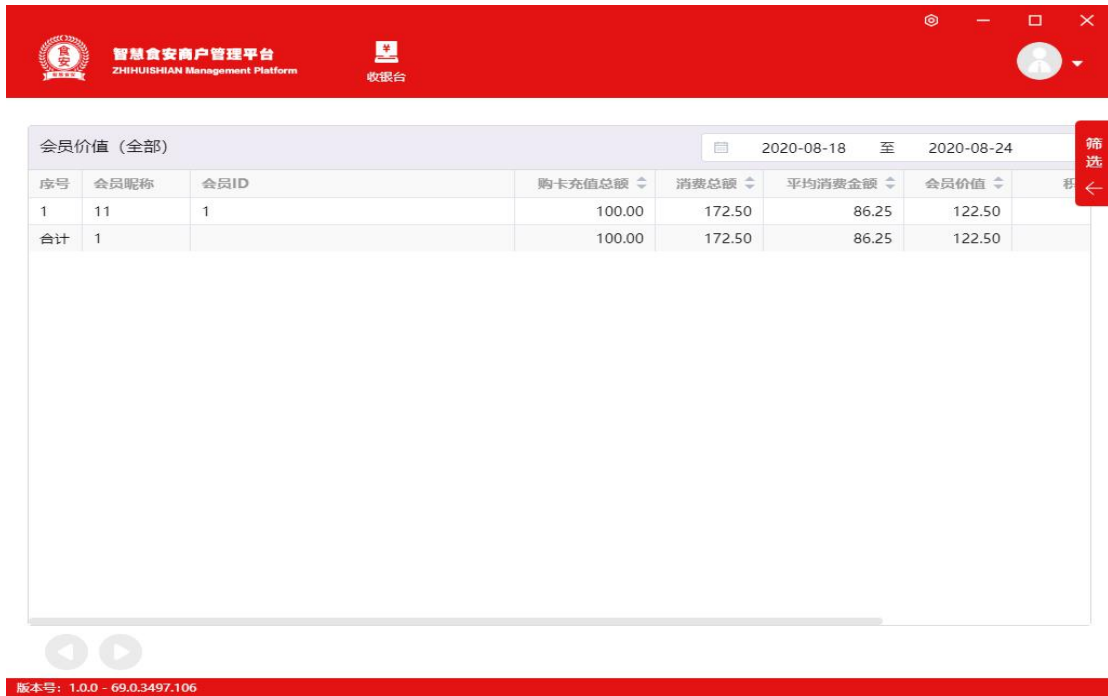 食安
智慧食安商户管理平台
ZHIHUISHIAN Management Platform
¥
收银台
会员价值（全部）
2020-08-18 至 2020-08-24
筛选
序号 会员昵称 会员ID 购卡充值总额 消费总额 平均消费金额 会员价值 积
1 11 1 100.00 172.50 86.25 122.50
合计 1 100.00 172.50 86.25 122.50
版本号：1.0.0 - 69.0.3497.106